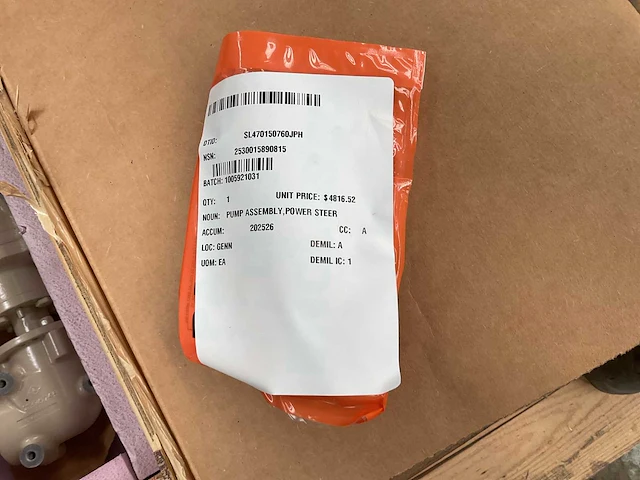 DTID: SL470150760JPH
NSN: 2530015890815
BATCH: 1005921031
QTY: 1 UNIT PRICE: $4816.52
NOUN: PUMP ASSEMBLY,POWER STEER
ACCUM: 202526 CC: A
LOC: GENN DEMIL: A
UOM: EA DEMIL IC: 1